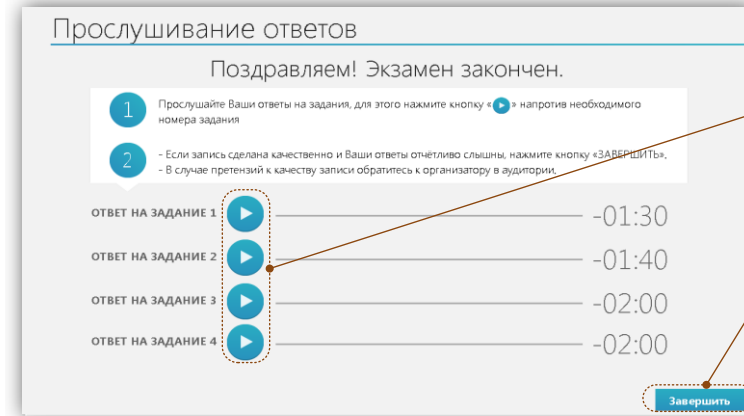 Прослушивание ответов
Поздравляем! Экзамен закончен.
1
Прослушайте Ваши ответы на задания, для этого нажмите кнопку « » напротив необходимого
номера задания
2
- Если запись сделана качественно и Ваши ответы отчётливо слышны, нажмите кнопку «ЗАВЕРШИТЬ».
- В случае претензий к качеству записи обратитесь к организатору в аудитории.
ОТВЕТ НА ЗАДАНИЕ 1 -01:30
ОТВЕТ НА ЗАДАНИЕ 2 -01:40
ОТВЕТ НА ЗАДАНИЕ 3 -02:00
ОТВЕТ НА ЗАДАНИЕ 4 -02:00
Завершить